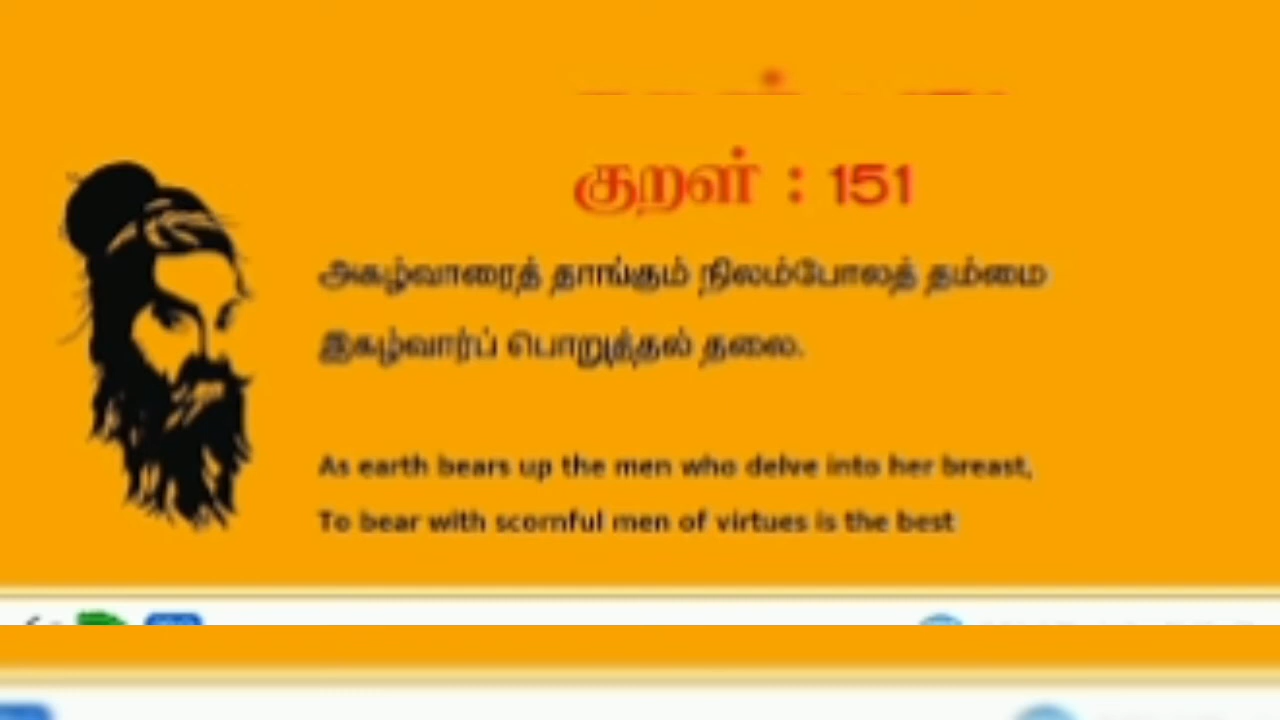 குறள் : 151
அகழ்வாரைத் தாங்கும் நிலம்போலத் தம்மை
இகழ்வார்ப் பொறுத்தல் தலை.
As earth bears up the men who delve into her breast,
To bear with scornful men of virtues is the best